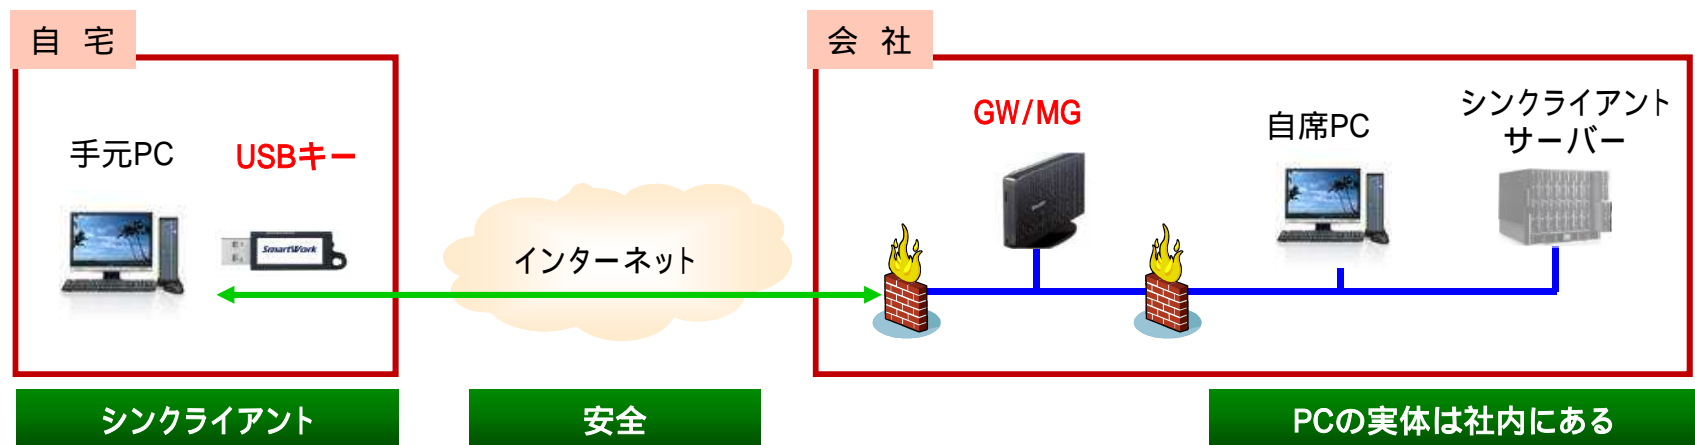 自 宅
会 社
手元PC
USBキー
SmartWork
インターネット
GW/MG
自席PC
シンクライアント
サーバー
シンクライアント
安全
PCの実体は社内にある